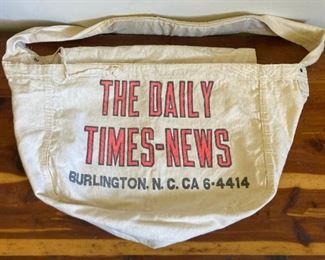 THE DAILY
TIMES-NEWS
BURLINGTON, N. C. CA 6-4414